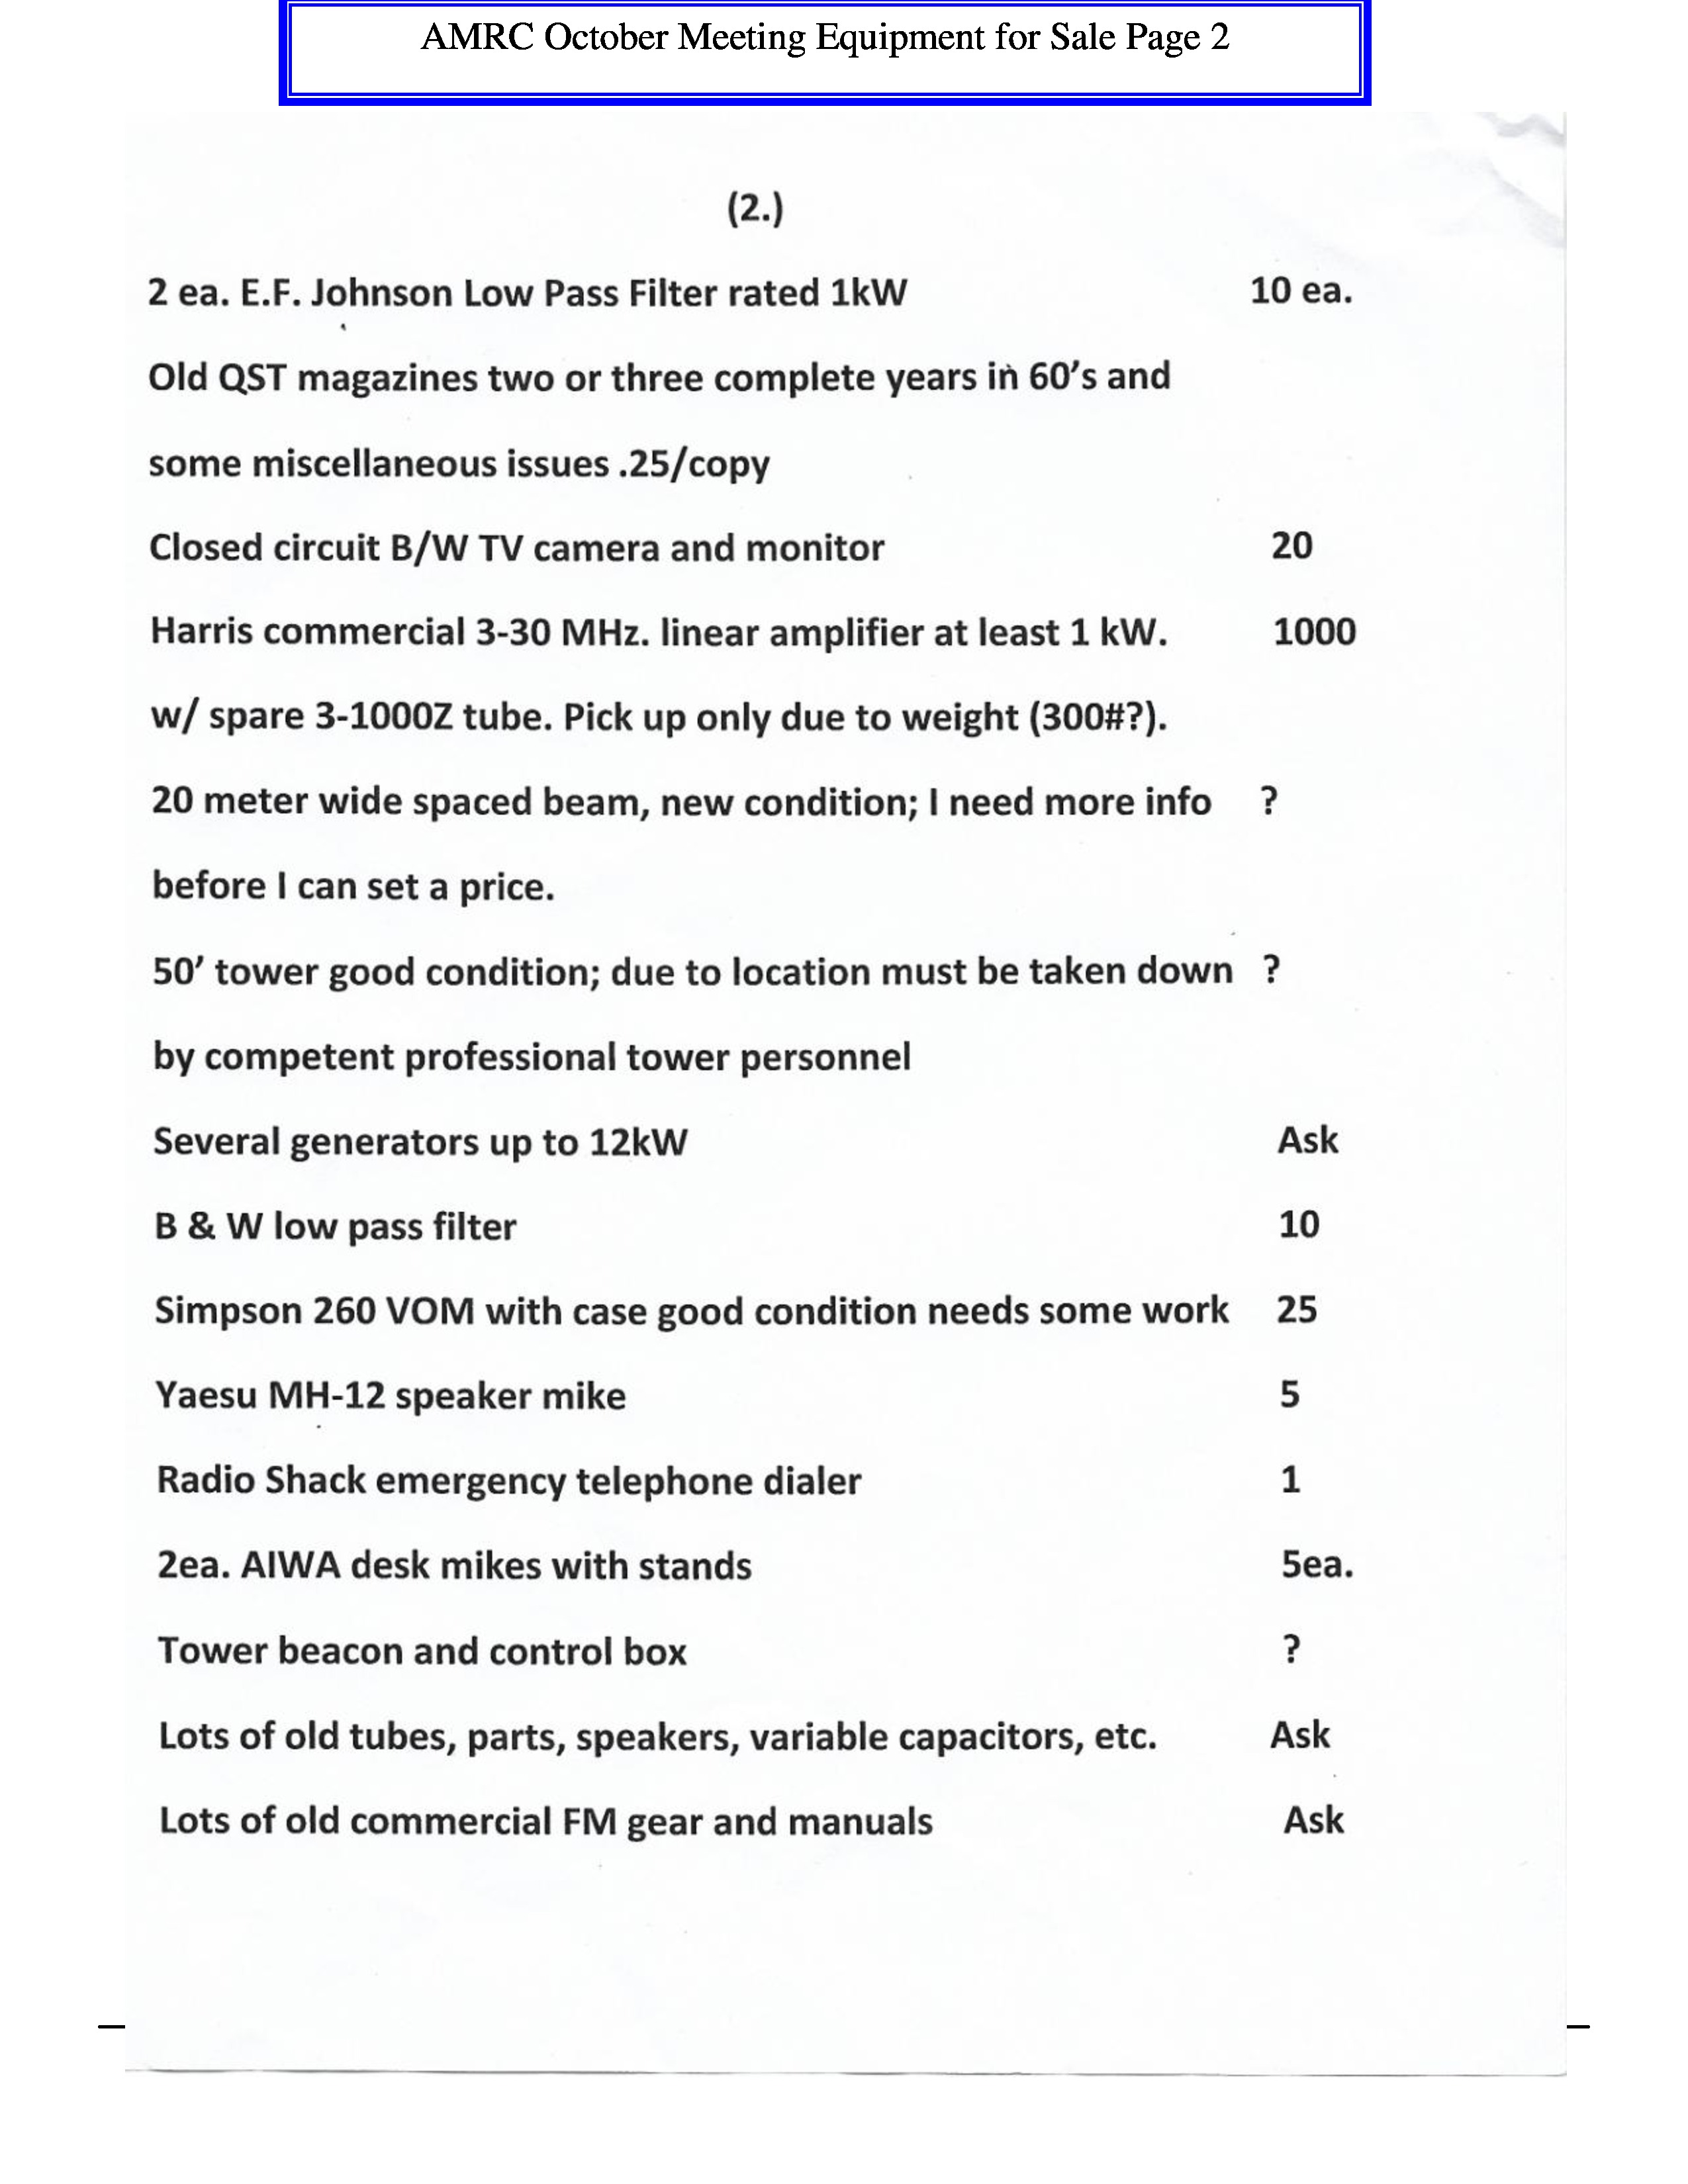 AMRC October Meeting Equipment for Sale Page 2
(2.)
2 ea. E.F. Johnson Low Pass Filter rated 1kW 10 ea.
Old QST magazines two or three complete years in 60's and
some miscellaneous issues .25/copy
Closed circuit B/W TV camera and monitor 20
Harris commercial 3-30 MHz. linear amplifier at least 1 kW. 1000
w/ spare 3-1000Z tube. Pick up only due to weight (300#?).
20 meter wide spaced beam, new condition; I need more info ?
before I can set a price.
50' tower good condition; due to location must be taken down ?
by competent professional tower personnel
Several generators up to 12kW Ask
B & W low pass filter 10
Simpson 260 VOM with case good condition needs some work 25
Yaesu MH-12 speaker mike 5
Radio Shack emergency telephone dialer 1
2ea. AIWA desk mikes with stands 5ea.
Tower beacon and control box ?
Lots of old tubes, parts, speakers, variable capacitors, etc. Ask
Lots of old commercial FM gear and manuals Ask